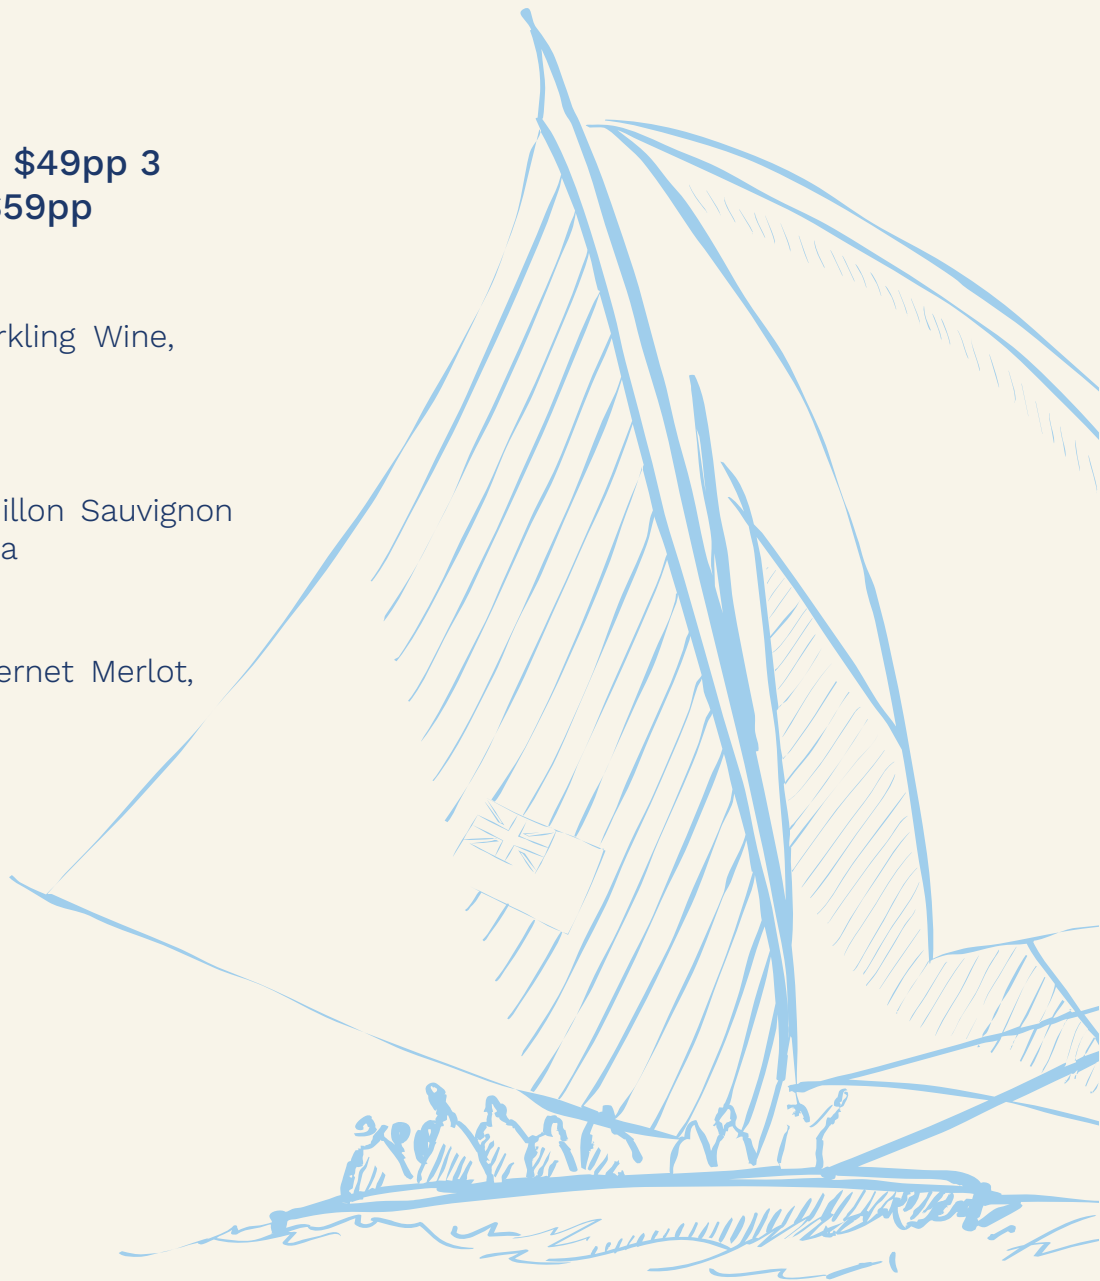 $49pp 3
$59pp
rkling Wine,
illon Sauvignon
a
ernet Merlot,